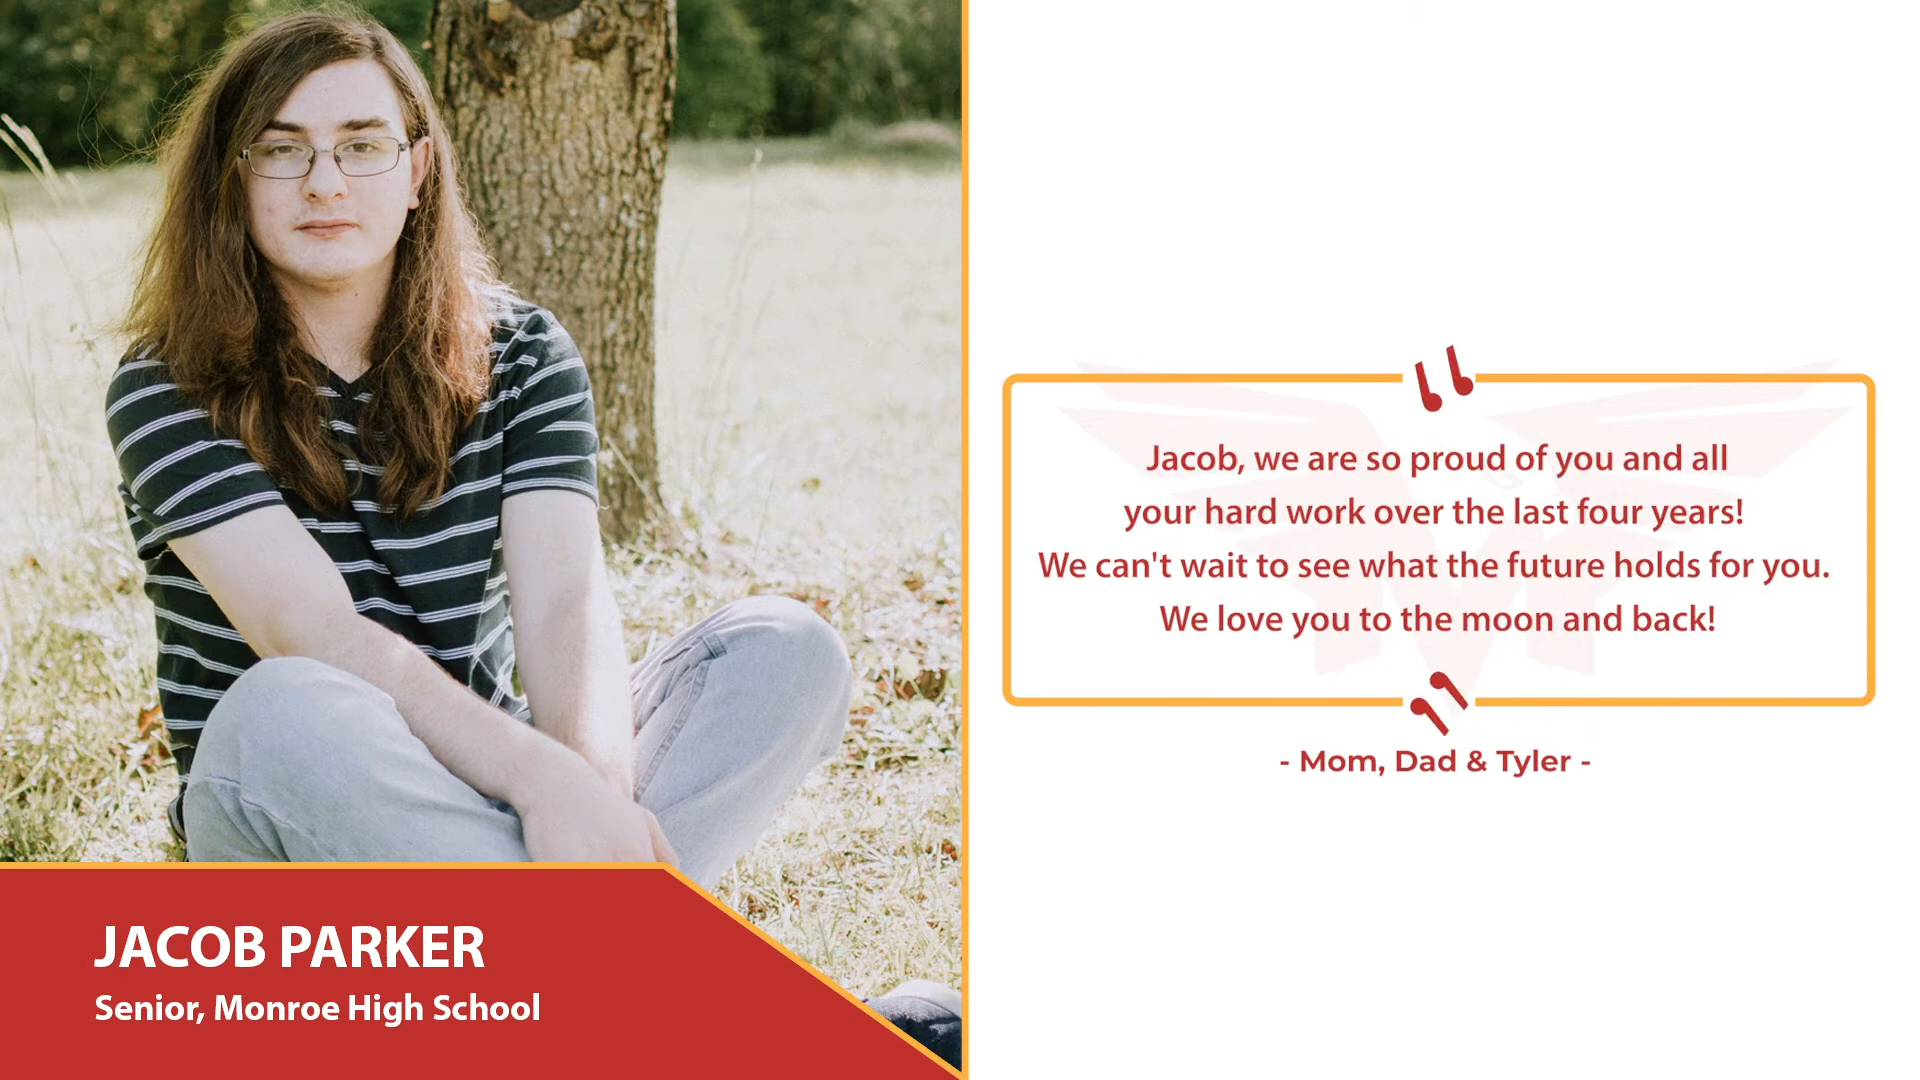 JACOB PARKER
Senior, Monroe High School
Jacob, we are so proud of you and all
your hard work over the last four years!
We can't wait to see what the future holds for you.
We love you to the moon and back!
- Mom, Dad & Tyler -